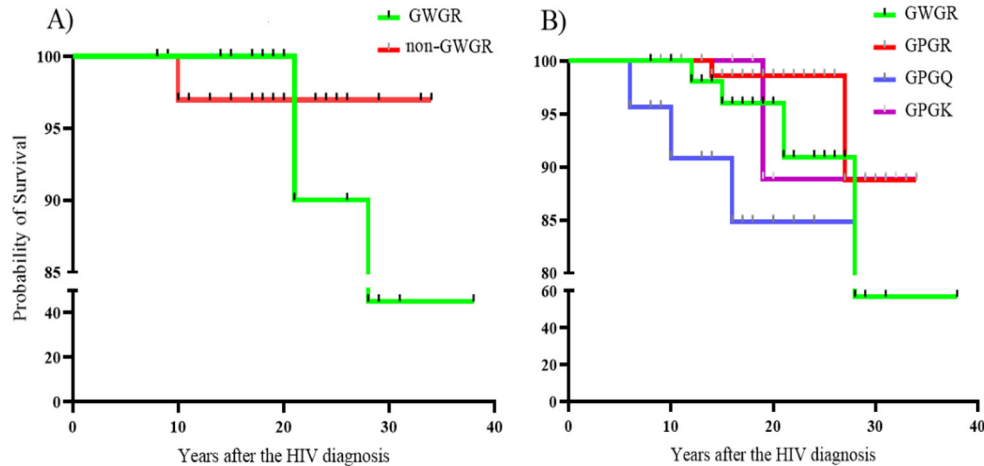 A)
GWGR
non-GWGR
Probability of Survival
100
95
90
85
40
20
0
0 10 20 30 40
Years after the HIV diagnosis
B)
GWGR
GPGR
GPGQ
GPGK
100
95
90
85
80
60
40
20
0
0 10 20 30 40
Years after the HIV diagnosis